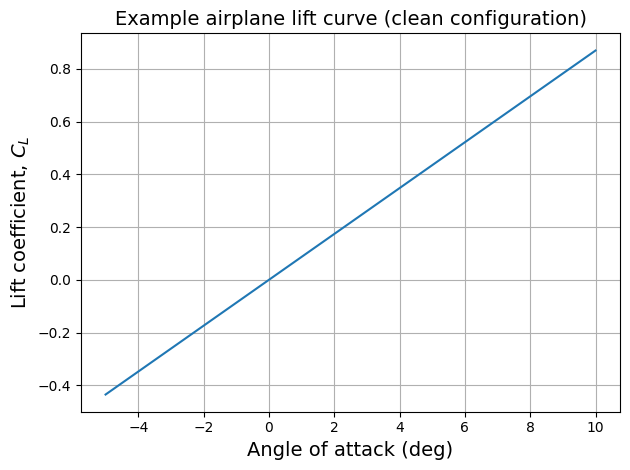 Example airplane lift curve (clean configuration)
Lift coefficient, C_L
0.8
0.6
0.4
0.2
0.0
−0.2
−0.4
−4 −2 0 2 4 6 8 10
Angle of attack (deg)